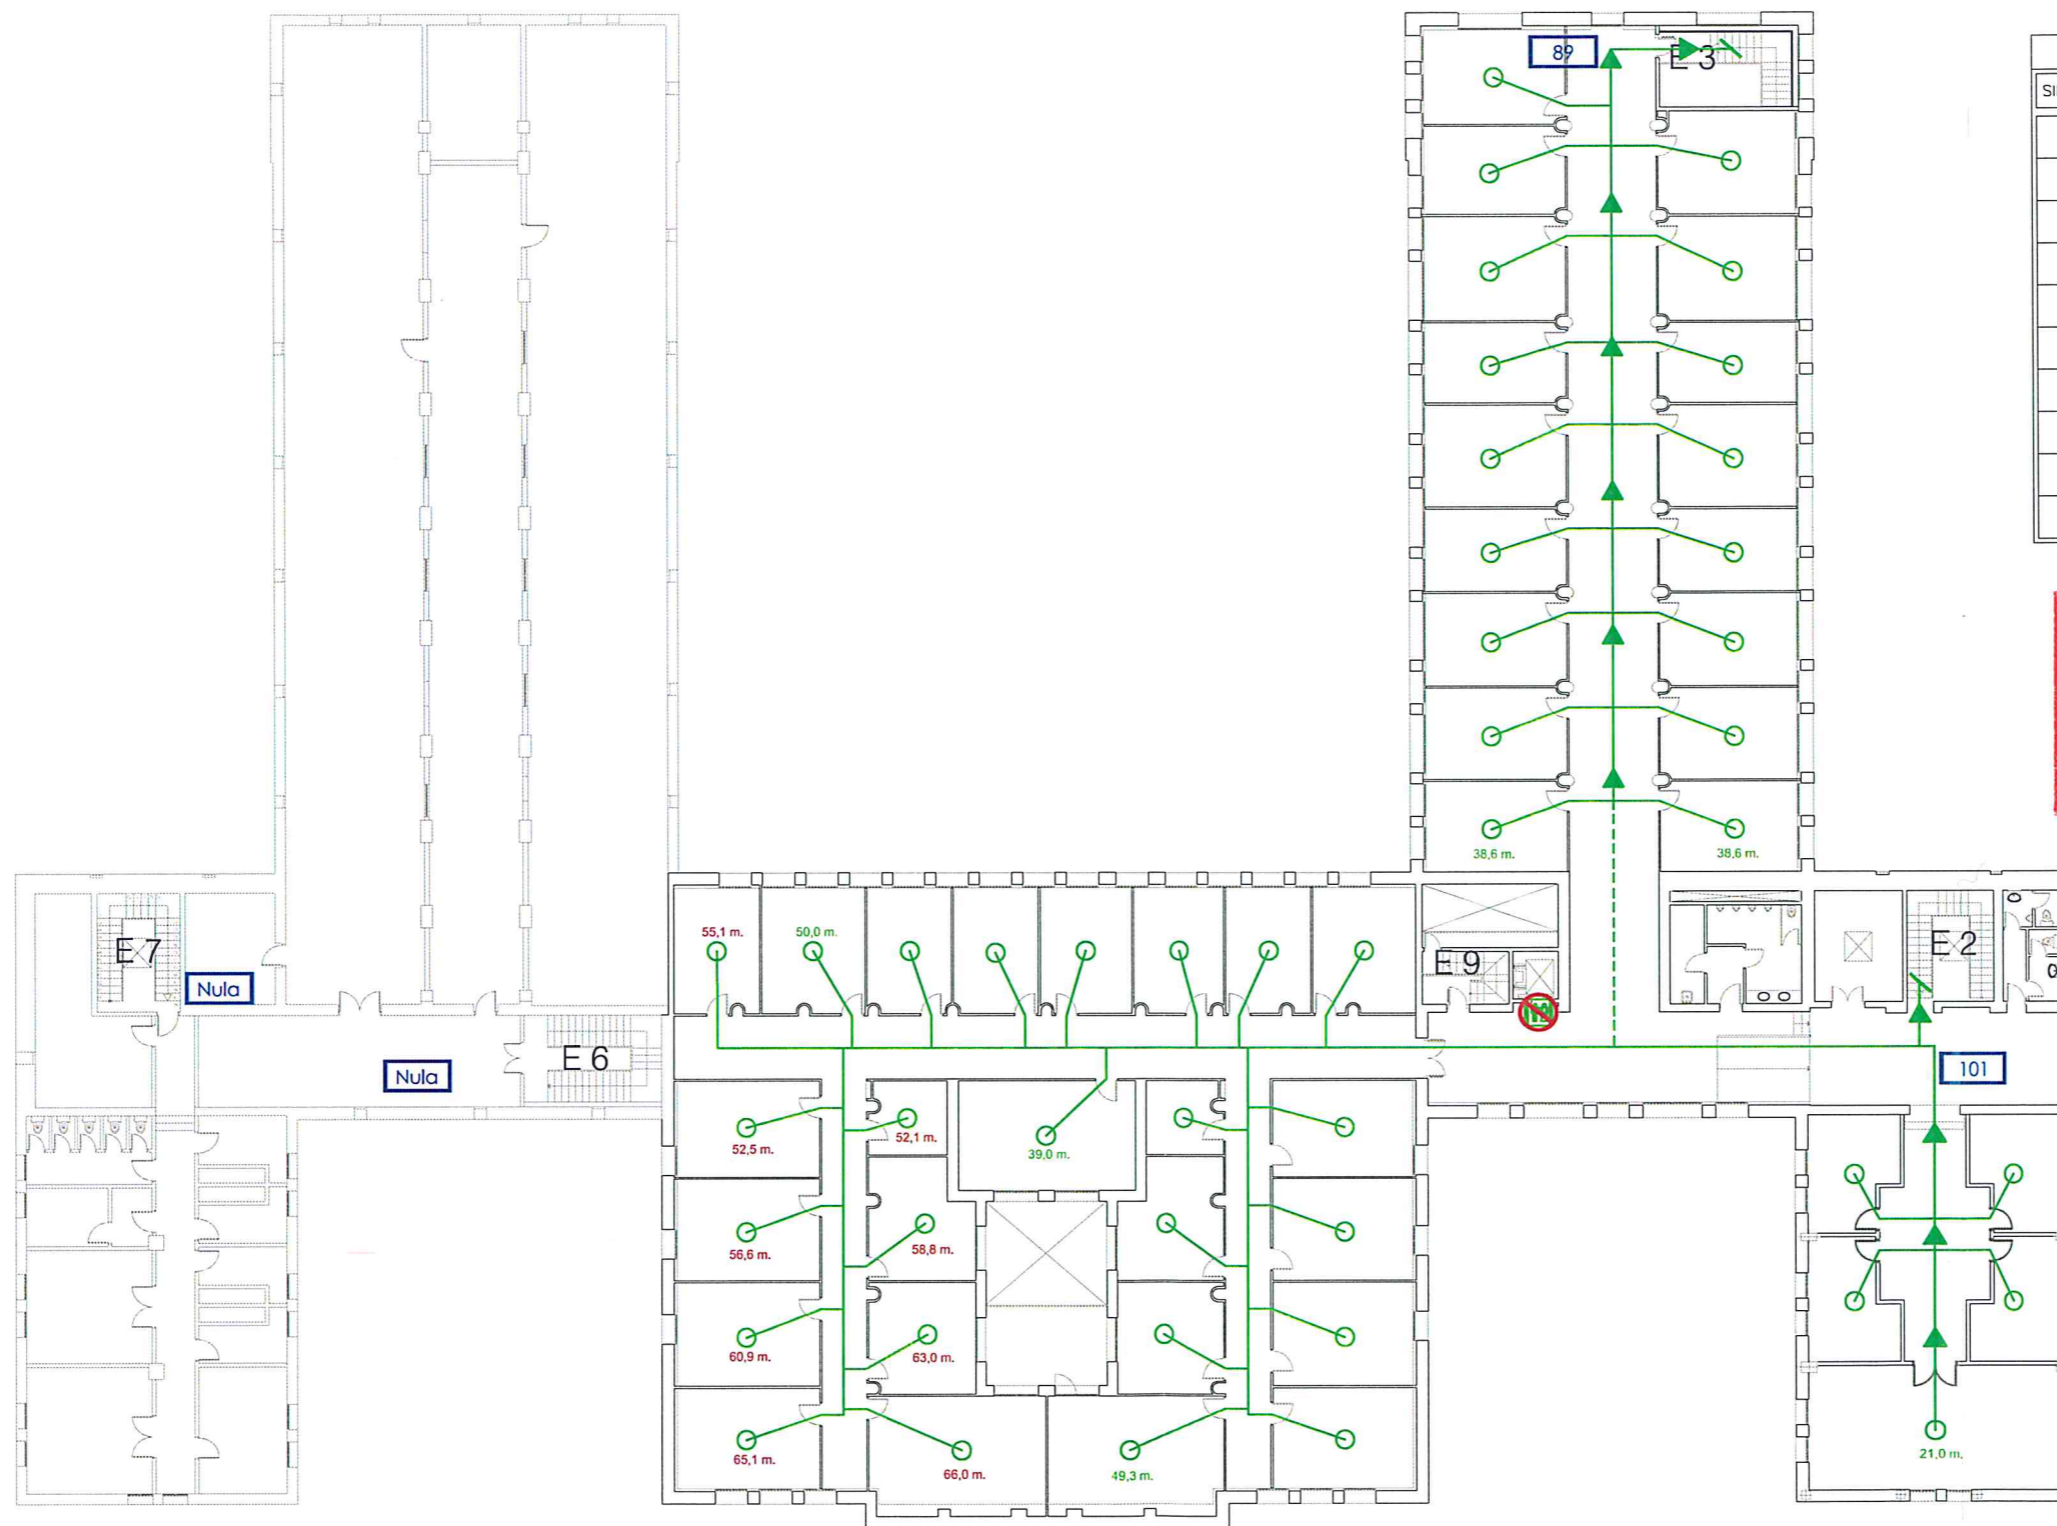 89
E 3
SI
38,6 m.
38,6 m.
55,1 m.
50,0 m.
E 7
E 9
E 2
Nula
E 6
Nula
101
52,5 m.
52,1 m.
39,0 m.
56,6 m.
58,8 m.
60,9 m.
63,0 m.
65,1 m.
66,0 m.
49,3 m.
21,0 m.